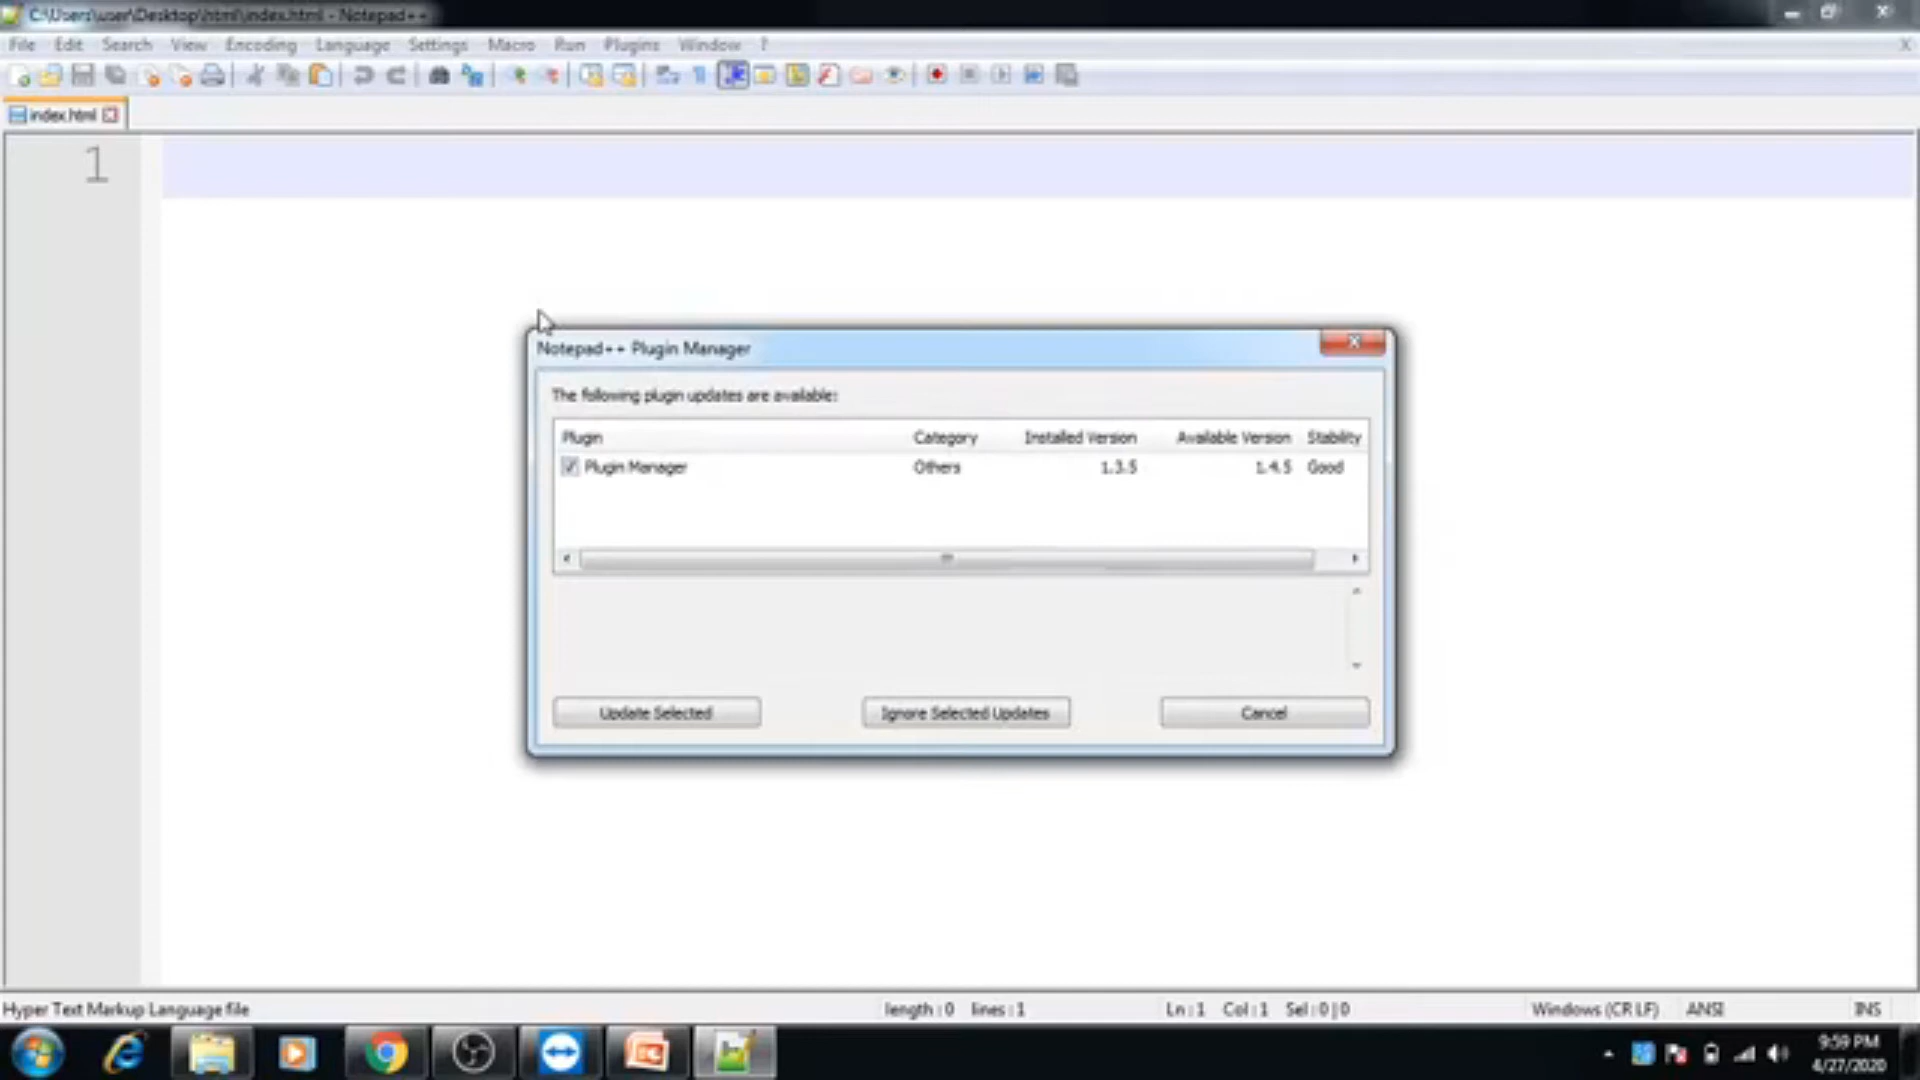 C:\Users\user\Desktop\html\index.html - Notepad++
File Edit Search View Encoding Language Settings Macro Run Plugins Window ?
X
index.html
1
Notepad++ Plugin Manager
The following plugin updates are available:
Plugin Category Installed Version Available Version Stability
Plugin Manager Others 1.3.5 1.4.5 Good
Update Selected Ignore Selected Updates Cancel
Hyper Text Markup Language file length : 0 lines : 1 Ln : 1 Col : 1 Sel : 0 | 0 Windows (CR LF) ANSI INS
9:59 PM
4/27/2020